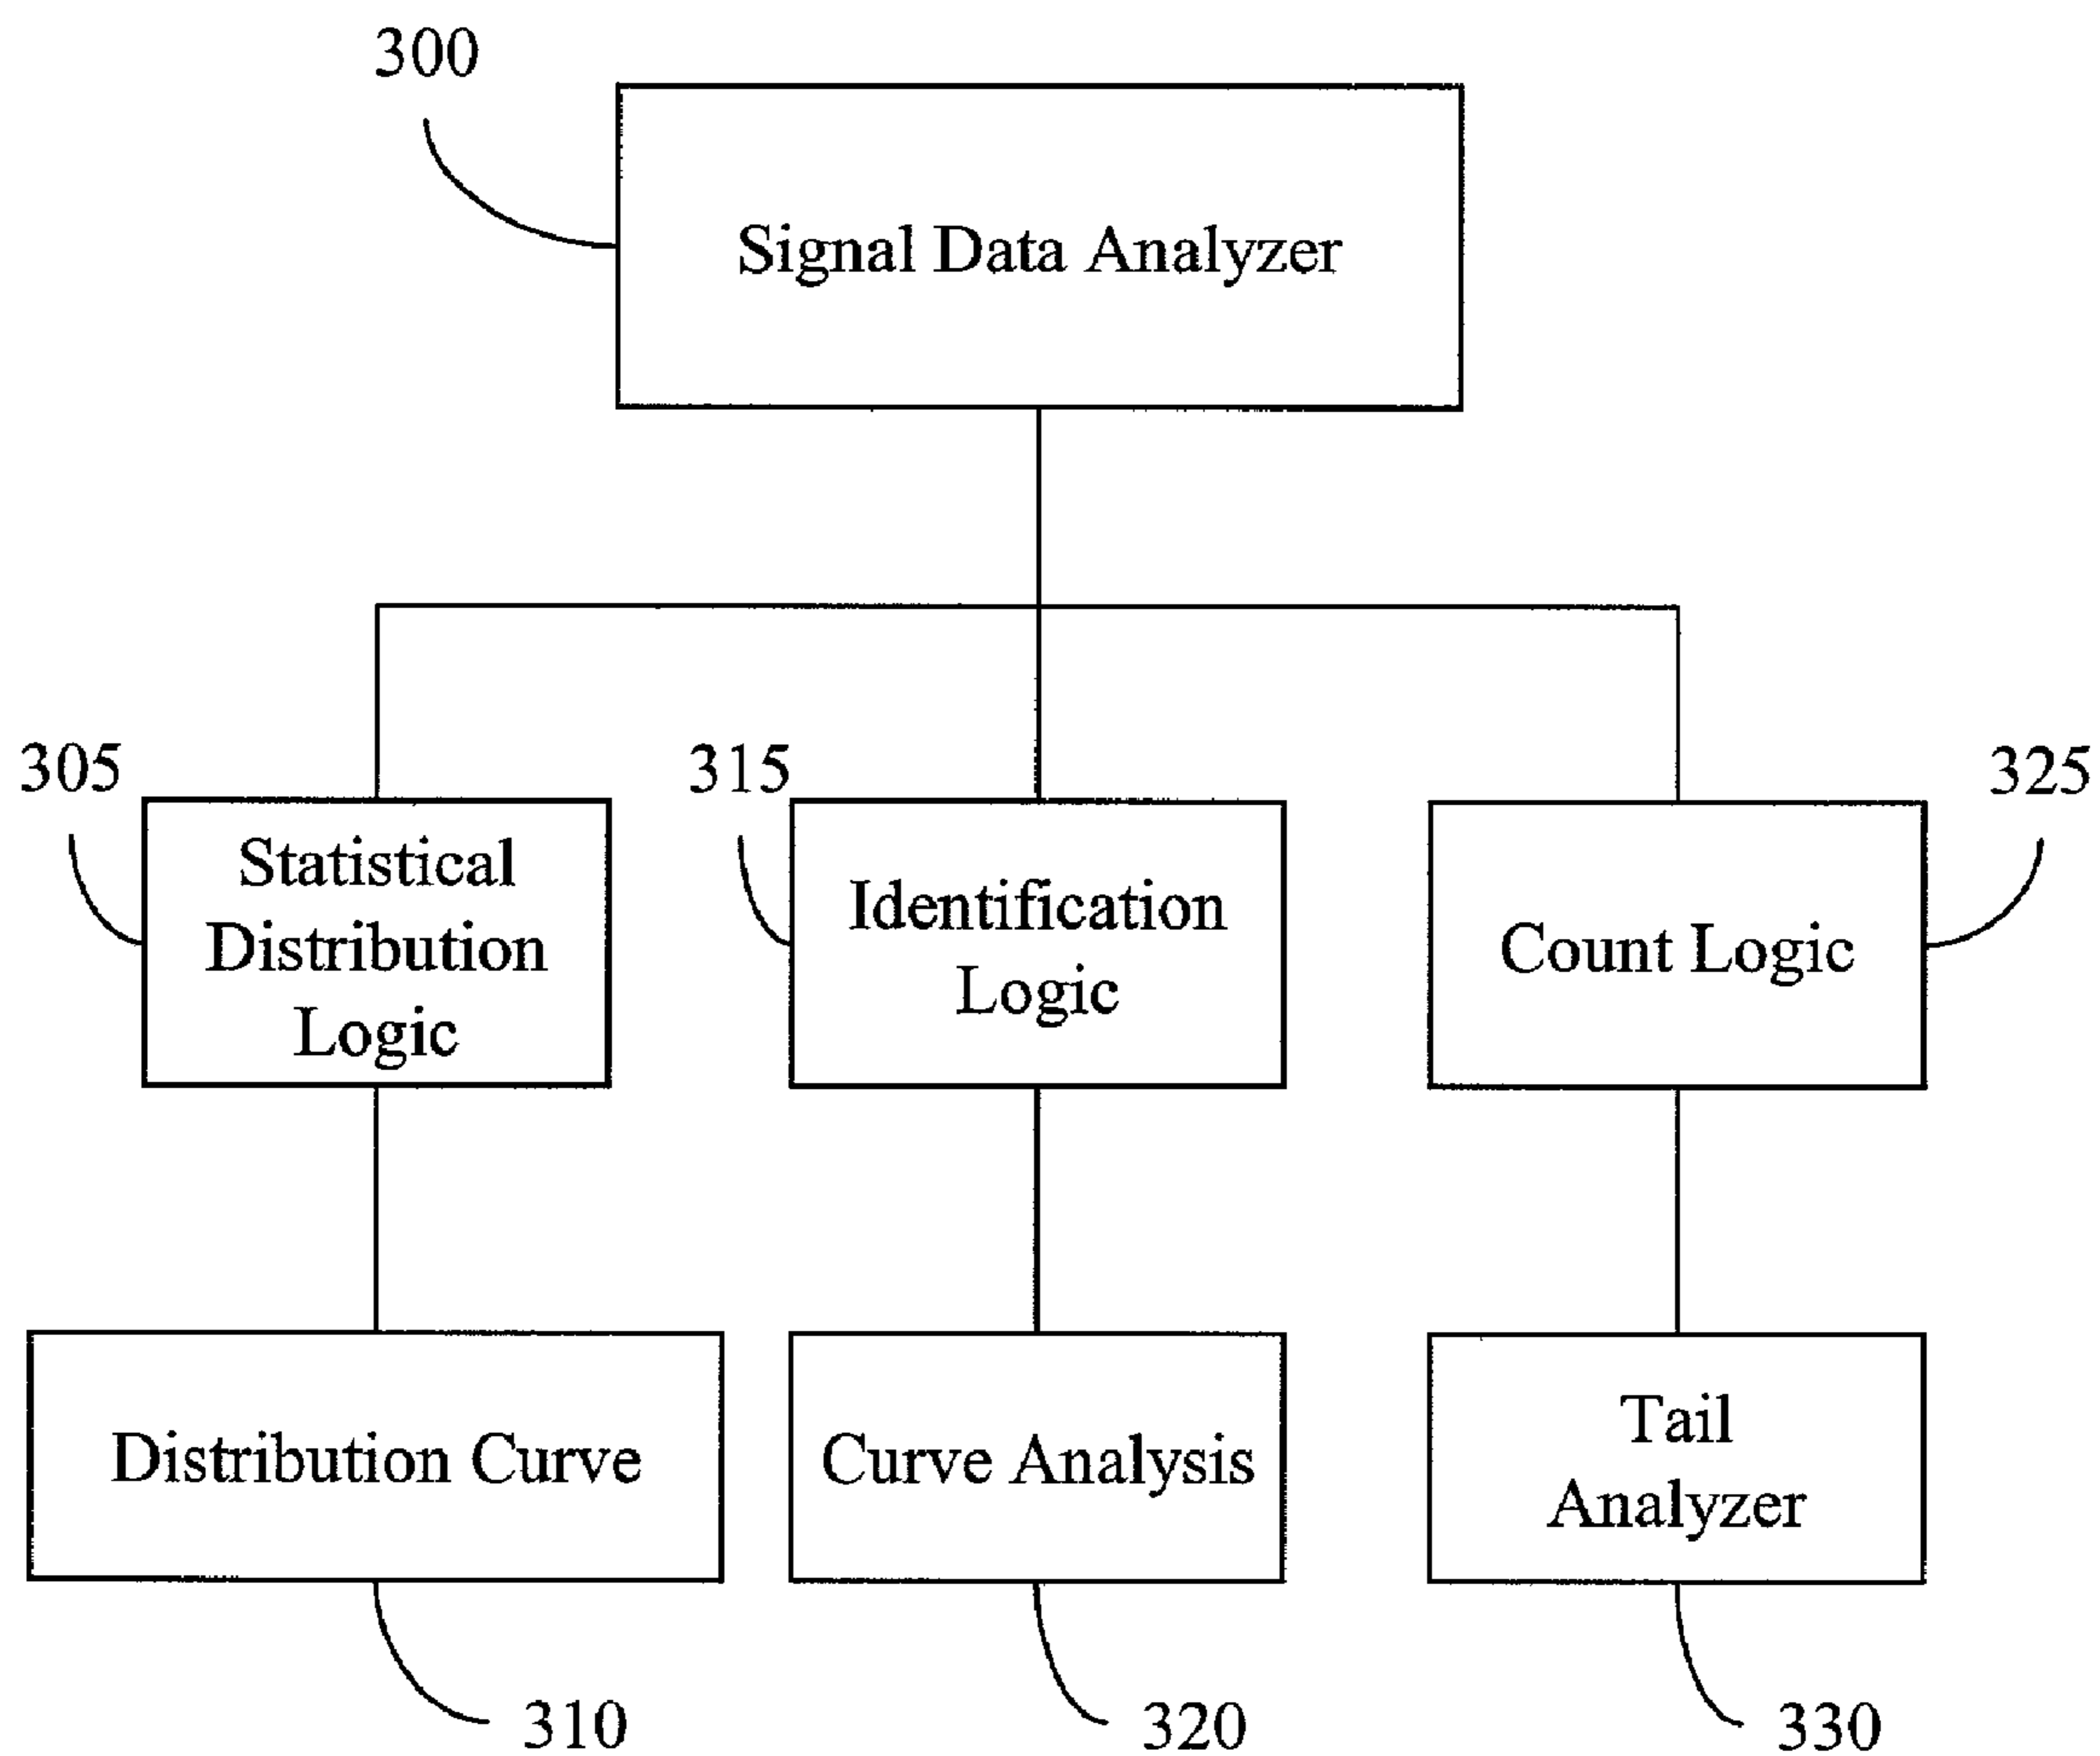 300
Signal Data Analyzer
305
315
325
Statistical
Distribution
Logic
Identification
Logic
Count Logic
Distribution Curve
Curve Analysis
Tail
Analyzer
310
320
330